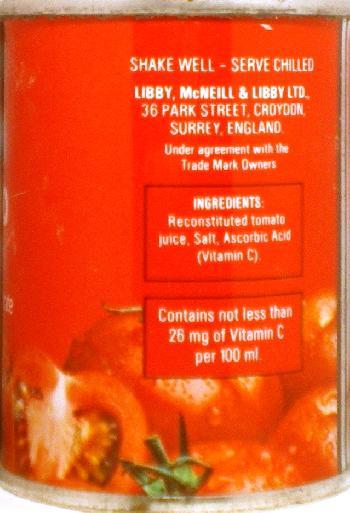 SHAKE WELL - SERVE CHILLED
LIBBY, McNEILL & LIBBY LTD.,
36 PARK STREET, CROYDON,
SURREY, ENGLAND.
Under agreement with the
Trade Mark Owners
INGREDIENTS:
Reconstituted tomato
juice, Salt, Ascorbic Acid
(Vitamin C).
Contains not less than
26 mg of Vitamin C
per 100 ml.